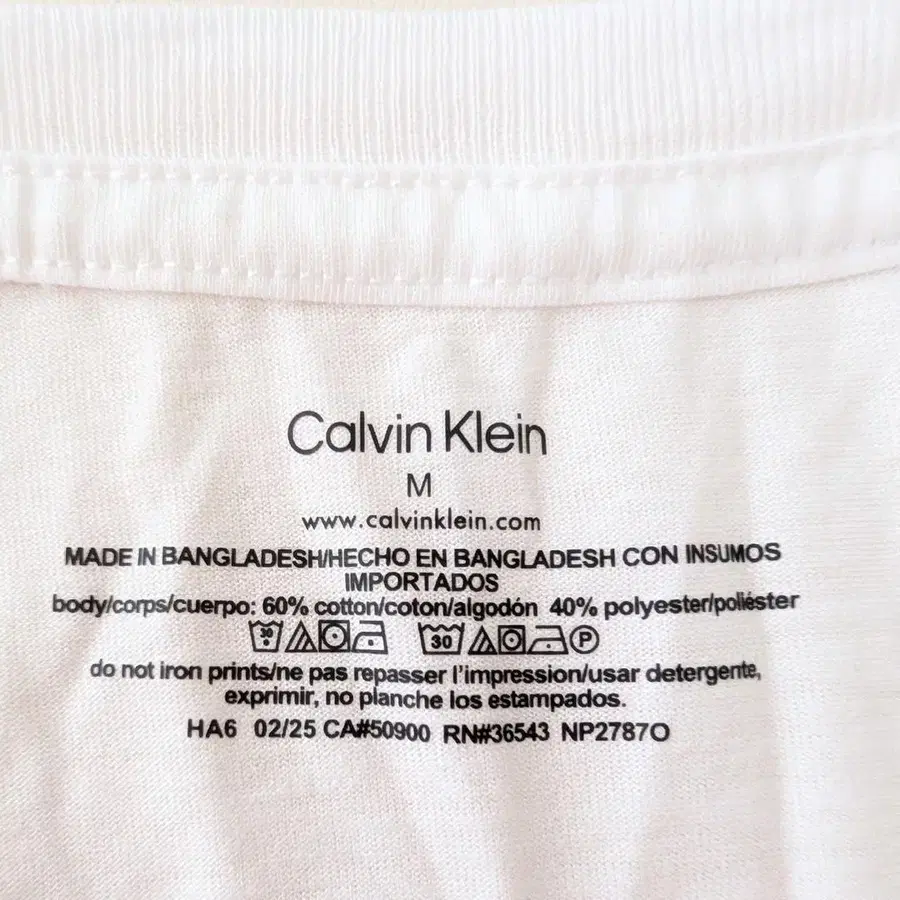 Calvin Klein
M
www.calvinklein.com
MADE IN BANGLADESH/HECHO EN BANGLADESH CON INSUMOS
IMPORTADOS
body/corps/cuerpo: 60% cotton/coton/algodón 40% polyester/poliéster
30 30 P
do not iron prints/ne pas repasser l'impression/usar detergente,
exprimir, no planche los estampados.
HA6 02/25 CA#50900 RN#36543 NP2787O